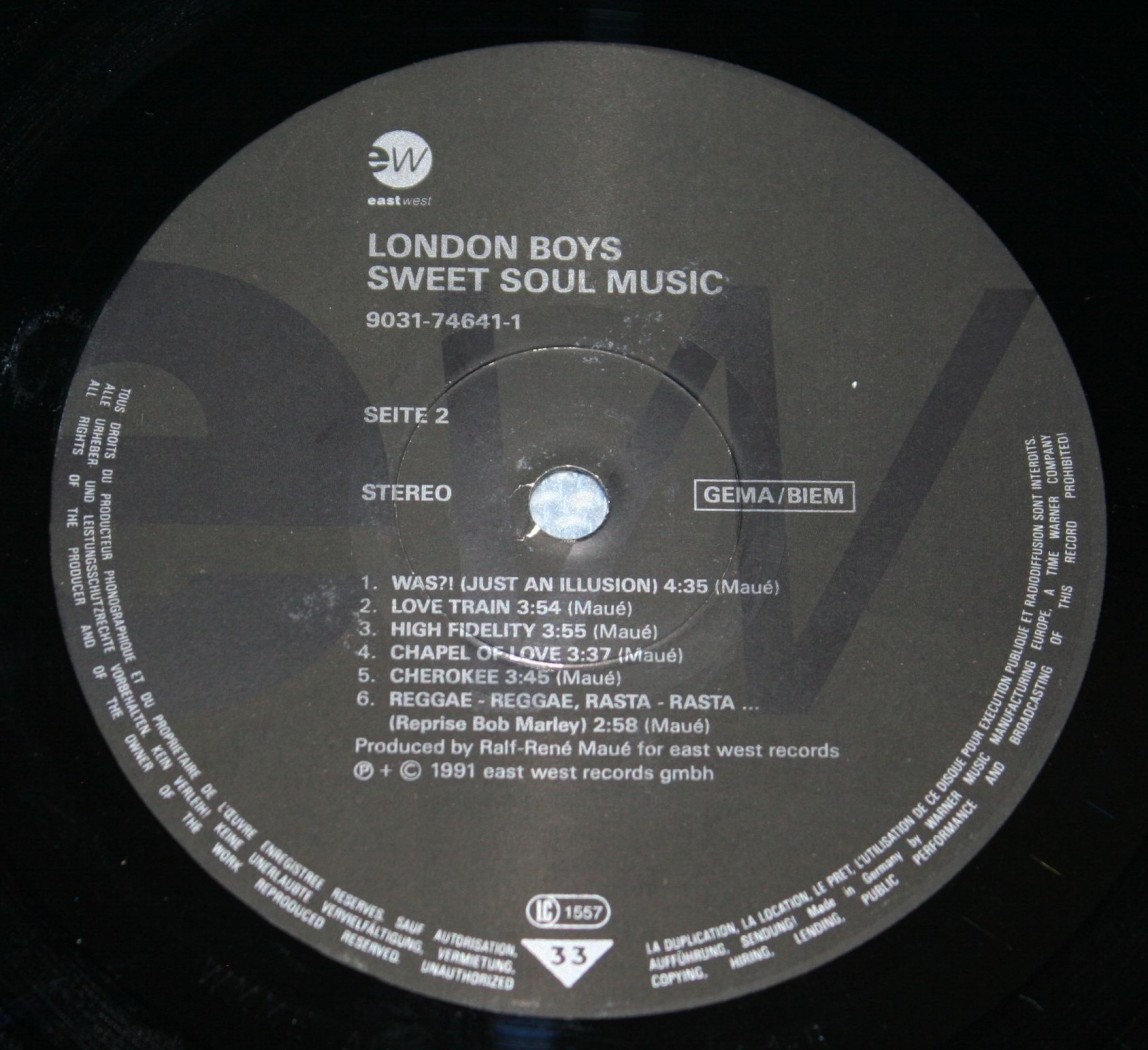 ew
eastwest
LONDON BOYS
SWEET SOUL MUSIC
9031-74641-1
SEITE 2
STEREO
GEMA/BIEM
1. WAS?! (JUST AN ILLUSION) 4:35 (Maué)
2. LOVE TRAIN 3:54 (Maué)
3. HIGH FIDELITY 3:55 (Maué)
4. CHAPEL OF LOVE 3:37 (Maué)
5. CHEROKEE 3:45 (Maué)
6. REGGAE - REGGAE, RASTA - RASTA ...
(Reprise Bob Marley) 2:58 (Maué)
Produced by Ralf-René Maué for east west records
℗ + © 1991 east west records gmbh
LC 1557
33
TOUS DROITS DU PRODUCTEUR PHONOGRAPHIQUE ET DU PROPRIETAIRE DE L'ŒUVRE ENREGISTREE RESERVES. SAUF AUTORISATION, LA DUPLICATION, LA LOCATION, LE PRET, L'UTILISATION DE CE DISQUE POUR EXECUTION PUBLIQUE ET RADIODIFFUSION SONT INTERDITS.
ALLE URHEBER- UND LEISTUNGSSCHUTZRECHTE VORBEHALTEN. KEIN VERLEIH! KEINE UNERLAUBTE VERVIELFÄLTIGUNG, VERMIETUNG, AUFFÜHRUNG, SENDUNG! Made in Germany by WARNER MUSIC MANUFACTURING EUROPE, A TIME WARNER COMPANY
ALL RIGHTS OF THE PRODUCER AND OF THE OWNER OF THE WORK REPRODUCED RESERVED. UNAUTHORIZED COPYING, HIRING, LENDING, PUBLIC PERFORMANCE AND BROADCASTING OF THIS RECORD PROHIBITED!
ew